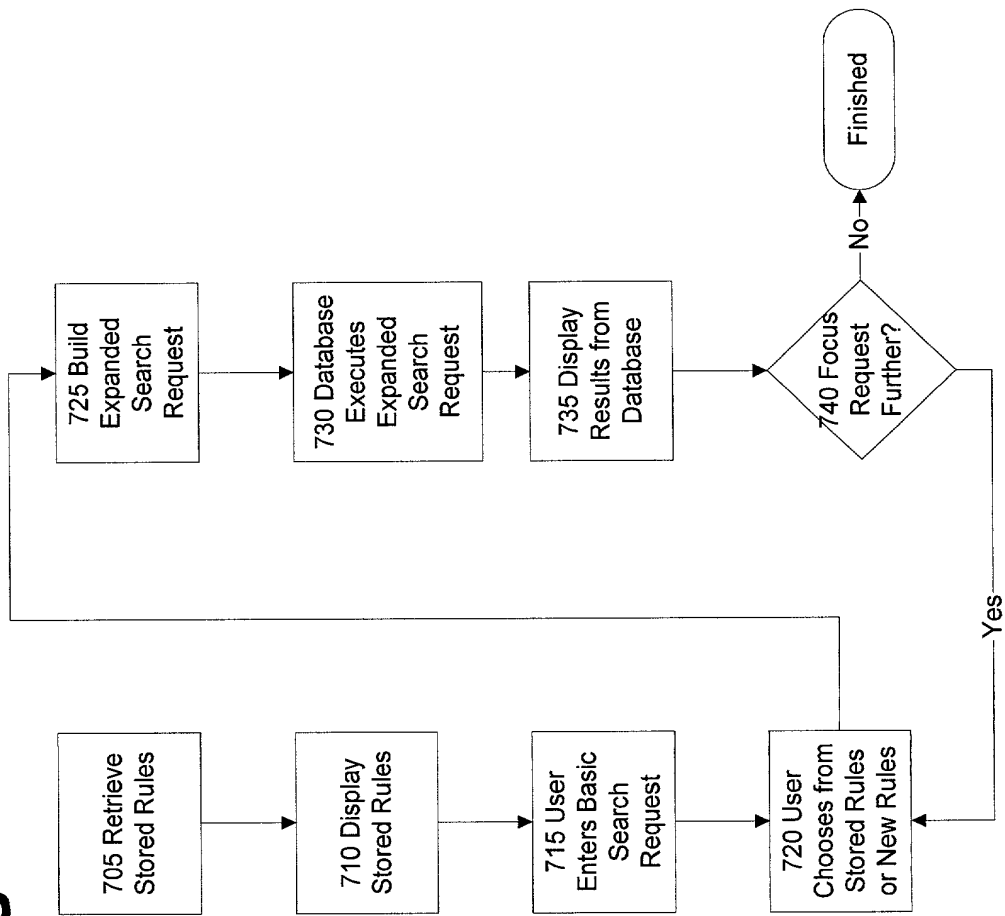 705 Retrieve
Stored Rules
710 Display
Stored Rules
715 User
Enters Basic
Search
Request
720 User
Chooses from
Stored Rules
or New Rules
725 Build
Expanded
Search
Request
730 Database
Executes
Expanded
Search
Request
735 Display
Results from
Database
740 Focus
Request
Further?
No
Finished
Yes